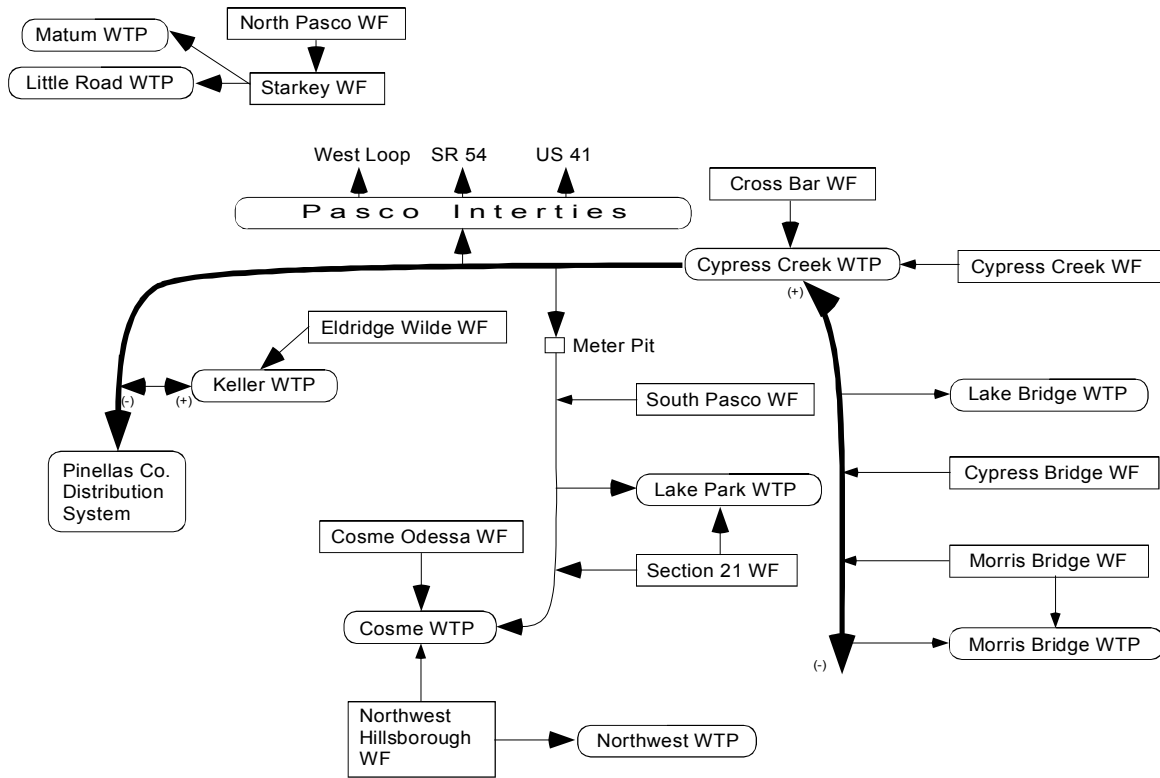 North Pasco WF
Matum WTP
Little Road WTP
Starkey WF
West Loop
SR 54
US 41
Pasco Interties
Cross Bar WF
Cypress Creek WTP
Cypress Creek WF
(+)
Eldridge Wilde WF
Meter Pit
Keller WTP
(-)
(+)
South Pasco WF
Lake Bridge WTP
Pinellas Co.
Distribution
System
Cypress Bridge WF
Lake Park WTP
Cosme Odessa WF
Section 21 WF
Morris Bridge WF
Cosme WTP
Morris Bridge WTP
(-)
Northwest
Hillsborough
WF
Northwest WTP